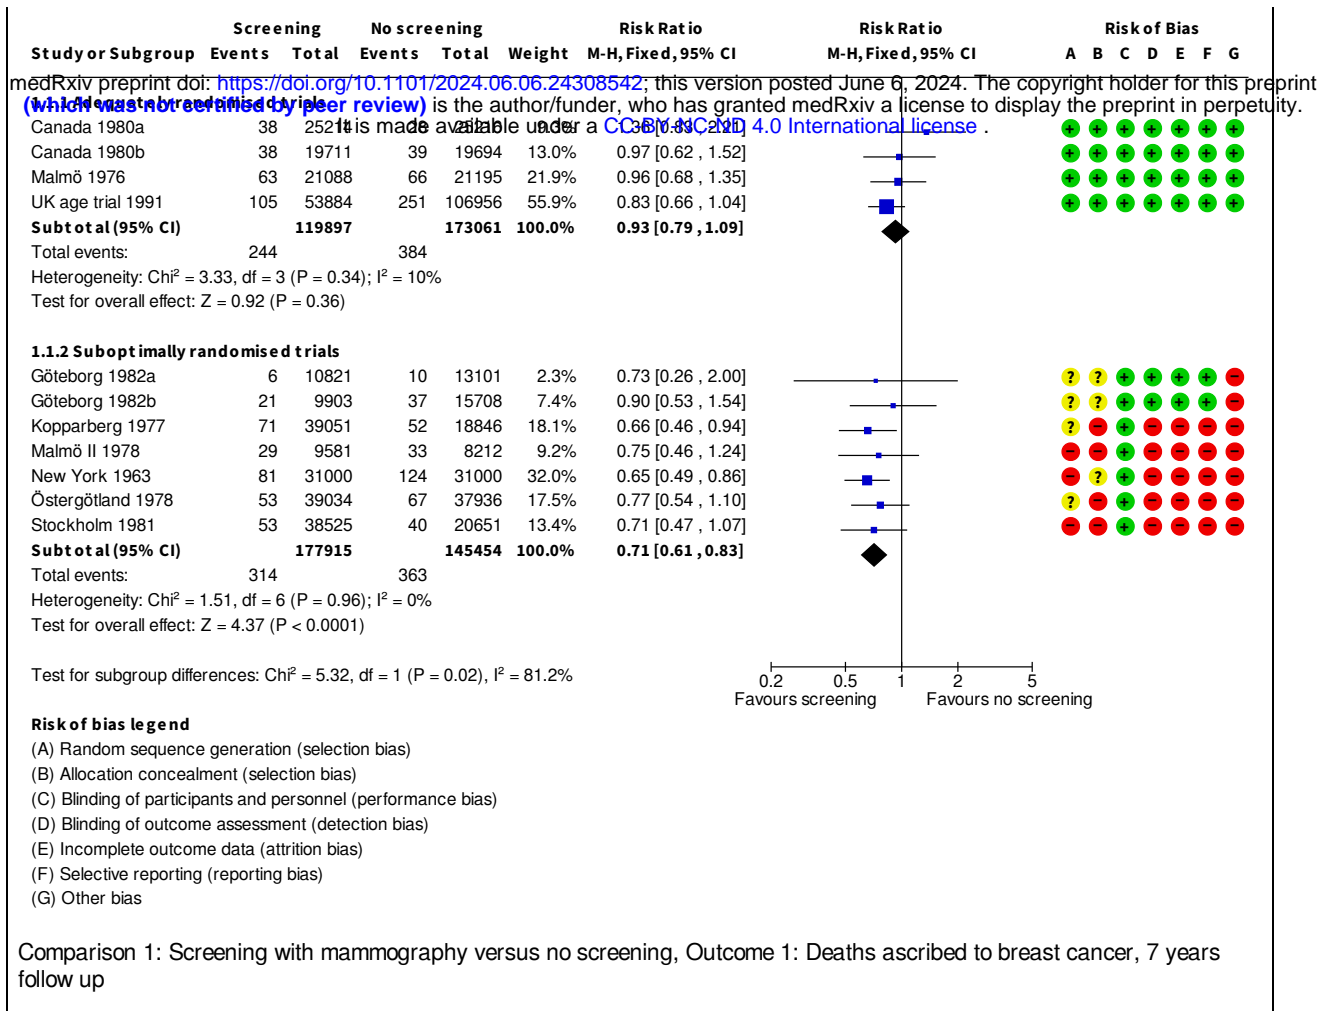 Screening No screening Risk Ratio Risk Ratio Risk of Bias
Study or Subgroup Events Total Events Total Weight M-H, Fixed, 95% CI M-H, Fixed, 95% CI A B C D E F G
medRxiv preprint doi: https://doi.org/10.1101/2024.06.06.24308542; this version posted June 6, 2024. The copyright holder for this preprint
1.1.1 Adequately randomised trials
(which was not certified by peer review) is the author/funder, who has granted medRxiv a license to display the preprint in perpetuity.
It is made available under a CC-BY-NC-ND 4.0 International license .
Canada 1980a 38 25214 + + + + + + +
Canada 1980b 38 19711 39 19694 13.0% 0.97 [0.62 , 1.52] + + + + + + +
Malmö 1976 63 21088 66 21195 21.9% 0.96 [0.68 , 1.35] + + + + + + +
UK age trial 1991 105 53884 251 106956 55.9% 0.83 [0.66 , 1.04] + + + + + + +
Subtotal (95% CI) 119897 173061 100.0% 0.93 [0.79 , 1.09]
Total events: 244 384
Heterogeneity: Chi² = 3.33, df = 3 (P = 0.34); I² = 10%
Test for overall effect: Z = 0.92 (P = 0.36)
1.1.2 Suboptimally randomised trials
Göteborg 1982a 6 10821 10 13101 2.3% 0.73 [0.26 , 2.00] ? ? + + + + −
Göteborg 1982b 21 9903 37 15708 7.4% 0.90 [0.53 , 1.54] ? ? + + + + −
Kopparberg 1977 71 39051 52 18846 18.1% 0.66 [0.46 , 0.94] ? − + − − − −
Malmö II 1978 29 9581 33 8212 9.2% 0.75 [0.46 , 1.24] − − + − − − −
New York 1963 81 31000 124 31000 32.0% 0.65 [0.49 , 0.86] − ? + − − − −
Östergötland 1978 53 39034 67 37936 17.5% 0.77 [0.54 , 1.10] ? − + − − − −
Stockholm 1981 53 38525 40 20651 13.4% 0.71 [0.47 , 1.07] − − + − − − −
Subtotal (95% CI) 177915 145454 100.0% 0.71 [0.61 , 0.83]
Total events: 314 363
Heterogeneity: Chi² = 1.51, df = 6 (P = 0.96); I² = 0%
Test for overall effect: Z = 4.37 (P < 0.0001)
Test for subgroup differences: Chi² = 5.32, df = 1 (P = 0.02), I² = 81.2%
0.2 0.5 1 2 5
Favours screening Favours no screening
Risk of bias legend
(A) Random sequence generation (selection bias)
(B) Allocation concealment (selection bias)
(C) Blinding of participants and personnel (performance bias)
(D) Blinding of outcome assessment (detection bias)
(E) Incomplete outcome data (attrition bias)
(F) Selective reporting (reporting bias)
(G) Other bias
Comparison 1: Screening with mammography versus no screening, Outcome 1: Deaths ascribed to breast cancer, 7 years
follow up